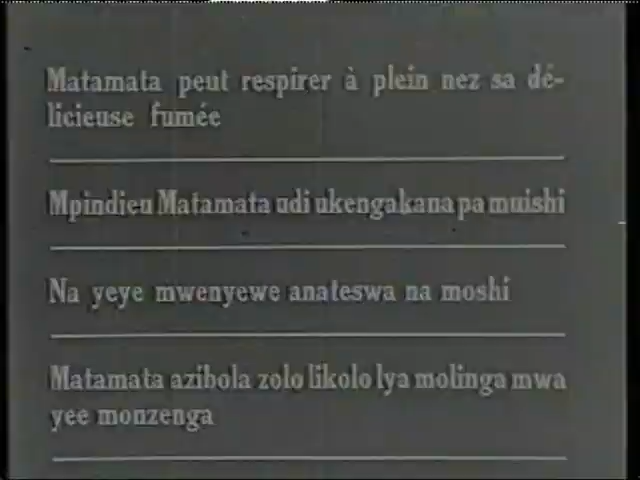 Matamata peut respirer à plein nez sa dé-
licieuse fumée
Mpindieu Matamata udi ukengakana pa muishi
Na yeye mwenyewe anateswa na moshi
Matamata azibola zolo likolo lya molinga mwa
yee monzenga